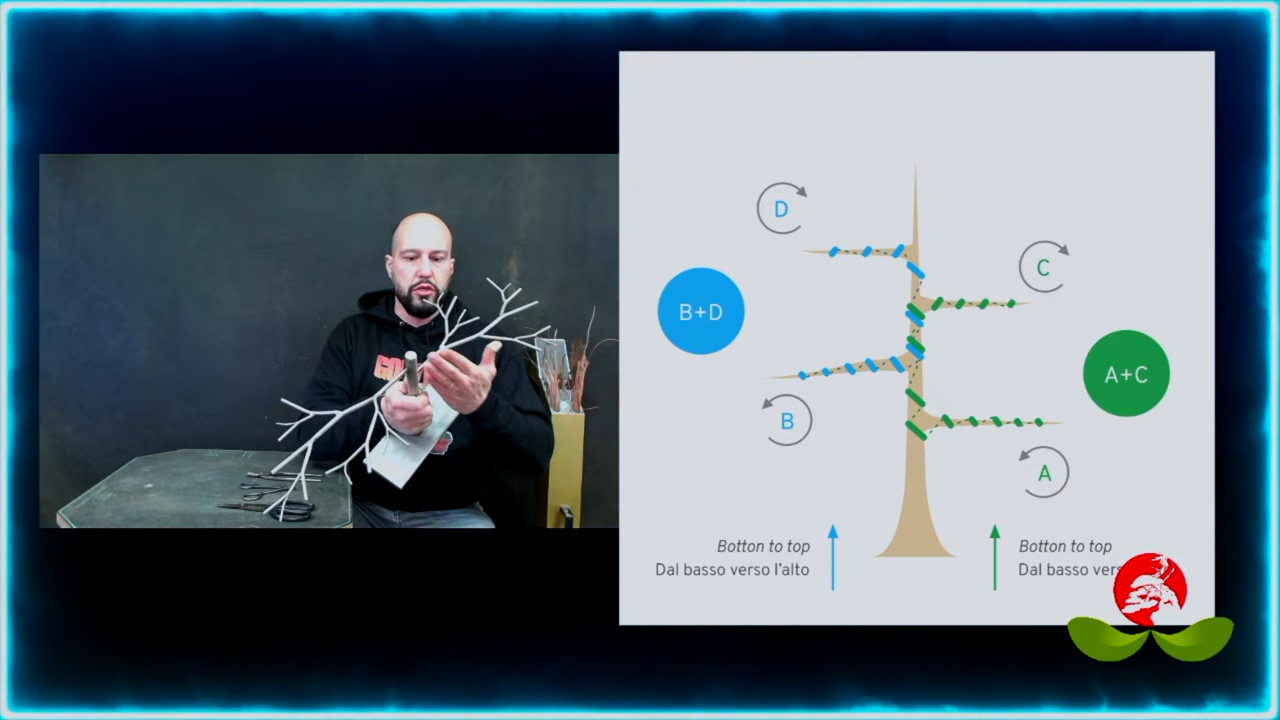 D
C
B+D
A+C
B
A
Botton to top
Dal basso verso l'alto
Botton to top
Dal basso vers